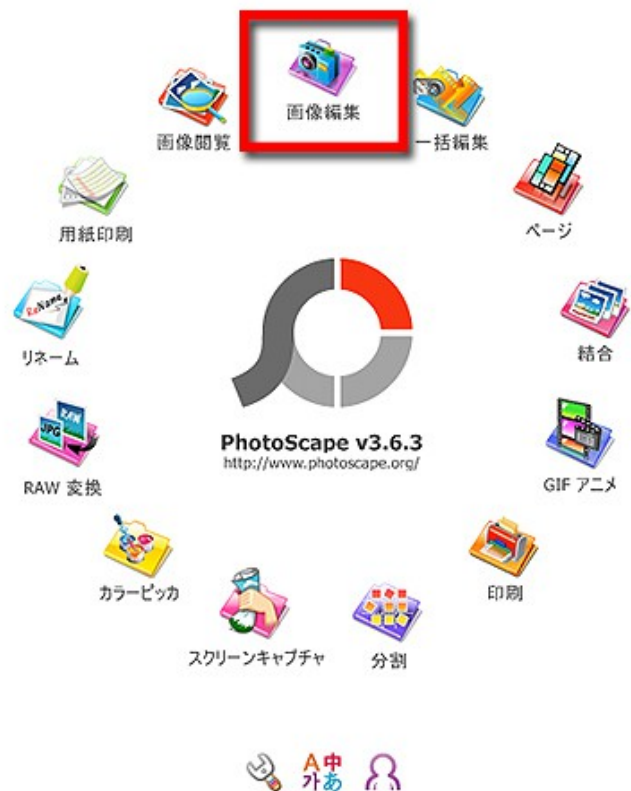 画像編集
画像閲覧
一括編集
用紙印刷
ページ
ReName
リネーム
結合
PhotoScape v3.6.3
http://www.photoscape.org/
RAW
JPG
RAW 変換
GIF アニメ
カラーピッカ
印刷
スクリーンキャプチャ
分割
A中
가あ